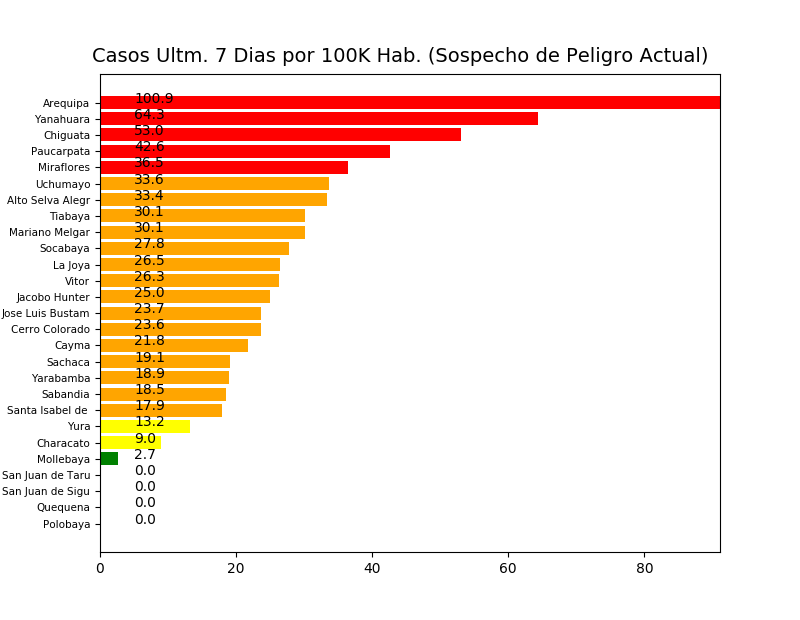 Casos Ultm. 7 Dias por 100K Hab. (Sospecho de Peligro Actual)
Arequipa 100.9
Yanahuara 64.3
Chiguata 53.0
Paucarpata 42.6
Miraflores 36.5
Uchumayo 33.6
Alto Selva Alegr 33.4
Tiabaya 30.1
Mariano Melgar 30.1
Socabaya 27.8
La Joya 26.5
Vitor 26.3
Jacobo Hunter 25.0
Jose Luis Bustam 23.7
Cerro Colorado 23.6
Cayma 21.8
Sachaca 19.1
Yarabamba 18.9
Sabandia 18.5
Santa Isabel de 17.9
Yura 13.2
Characato 9.0
Mollebaya 2.7
San Juan de Taru 0.0
San Juan de Sigu 0.0
Quequena 0.0
Polobaya 0.0
0 20 40 60 80